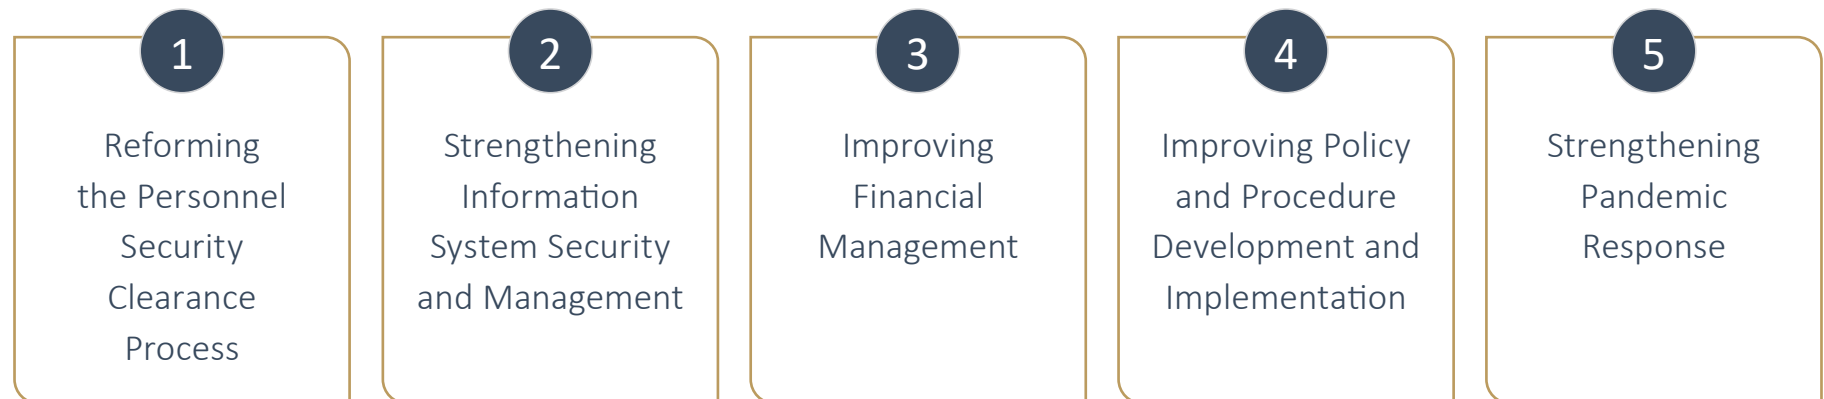 1
Reforming
the Personnel
Security
Clearance
Process
2
Strengthening
Information
System Security
and Management
3
Improving
Financial
Management
4
Improving Policy
and Procedure
Development and
Implementation
5
Strengthening
Pandemic
Response